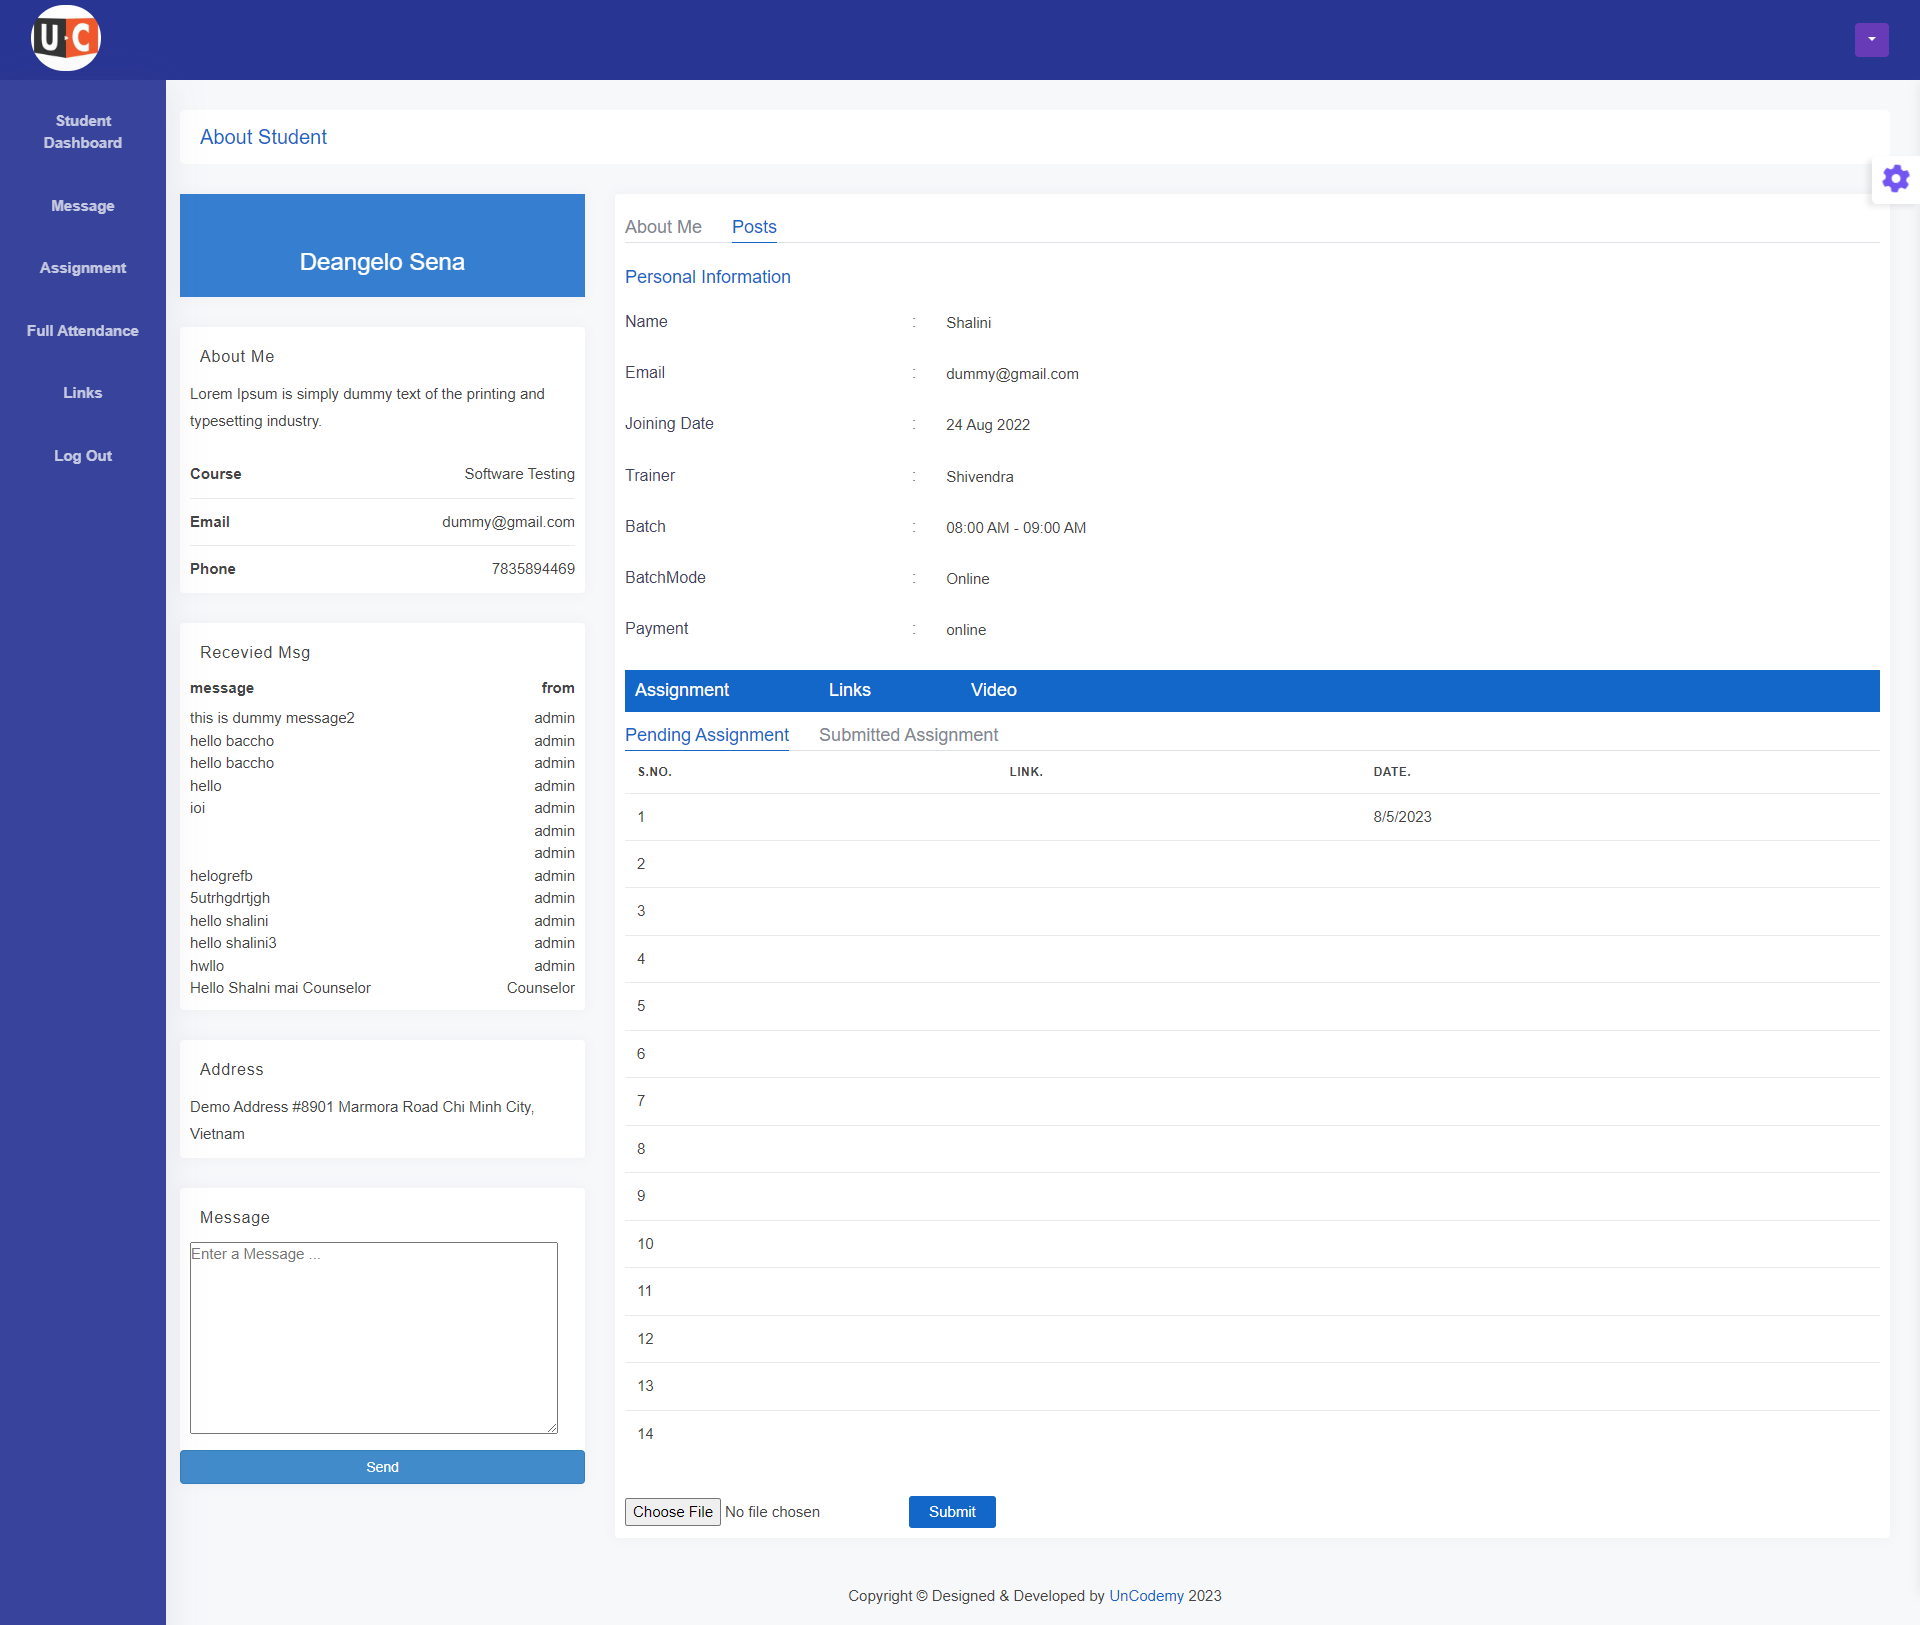 U C
Student
Dashboard
Message
Assignment
Full Attendance
Links
Log Out
About Student
Deangelo Sena
About Me
Lorem Ipsum is simply dummy text of the printing and
typesetting industry.
Course Software Testing
Email dummy@gmail.com
Phone 7835894469
Recevied Msg
message from
this is dummy message2 admin
hello baccho admin
hello baccho admin
hello admin
ioi admin
admin
admin
helogrefb admin
5utrhgdrtjgh admin
hello shalini admin
hello shalini3 admin
hwllo admin
Hello Shalni mai Counselor Counselor
Address
Demo Address #8901 Marmora Road Chi Minh City,
Vietnam
Message
Enter a Message ...
Send
About Me Posts
Personal Information
Name : Shalini
Email : dummy@gmail.com
Joining Date : 24 Aug 2022
Trainer : Shivendra
Batch : 08:00 AM - 09:00 AM
BatchMode : Online
Payment : online
Assignment Links Video
Pending Assignment Submitted Assignment
S.NO. LINK. DATE.
1 8/5/2023
2
3
4
5
6
7
8
9
10
11
12
13
14
Choose File No file chosen Submit
Copyright © Designed & Developed by UnCodemy 2023